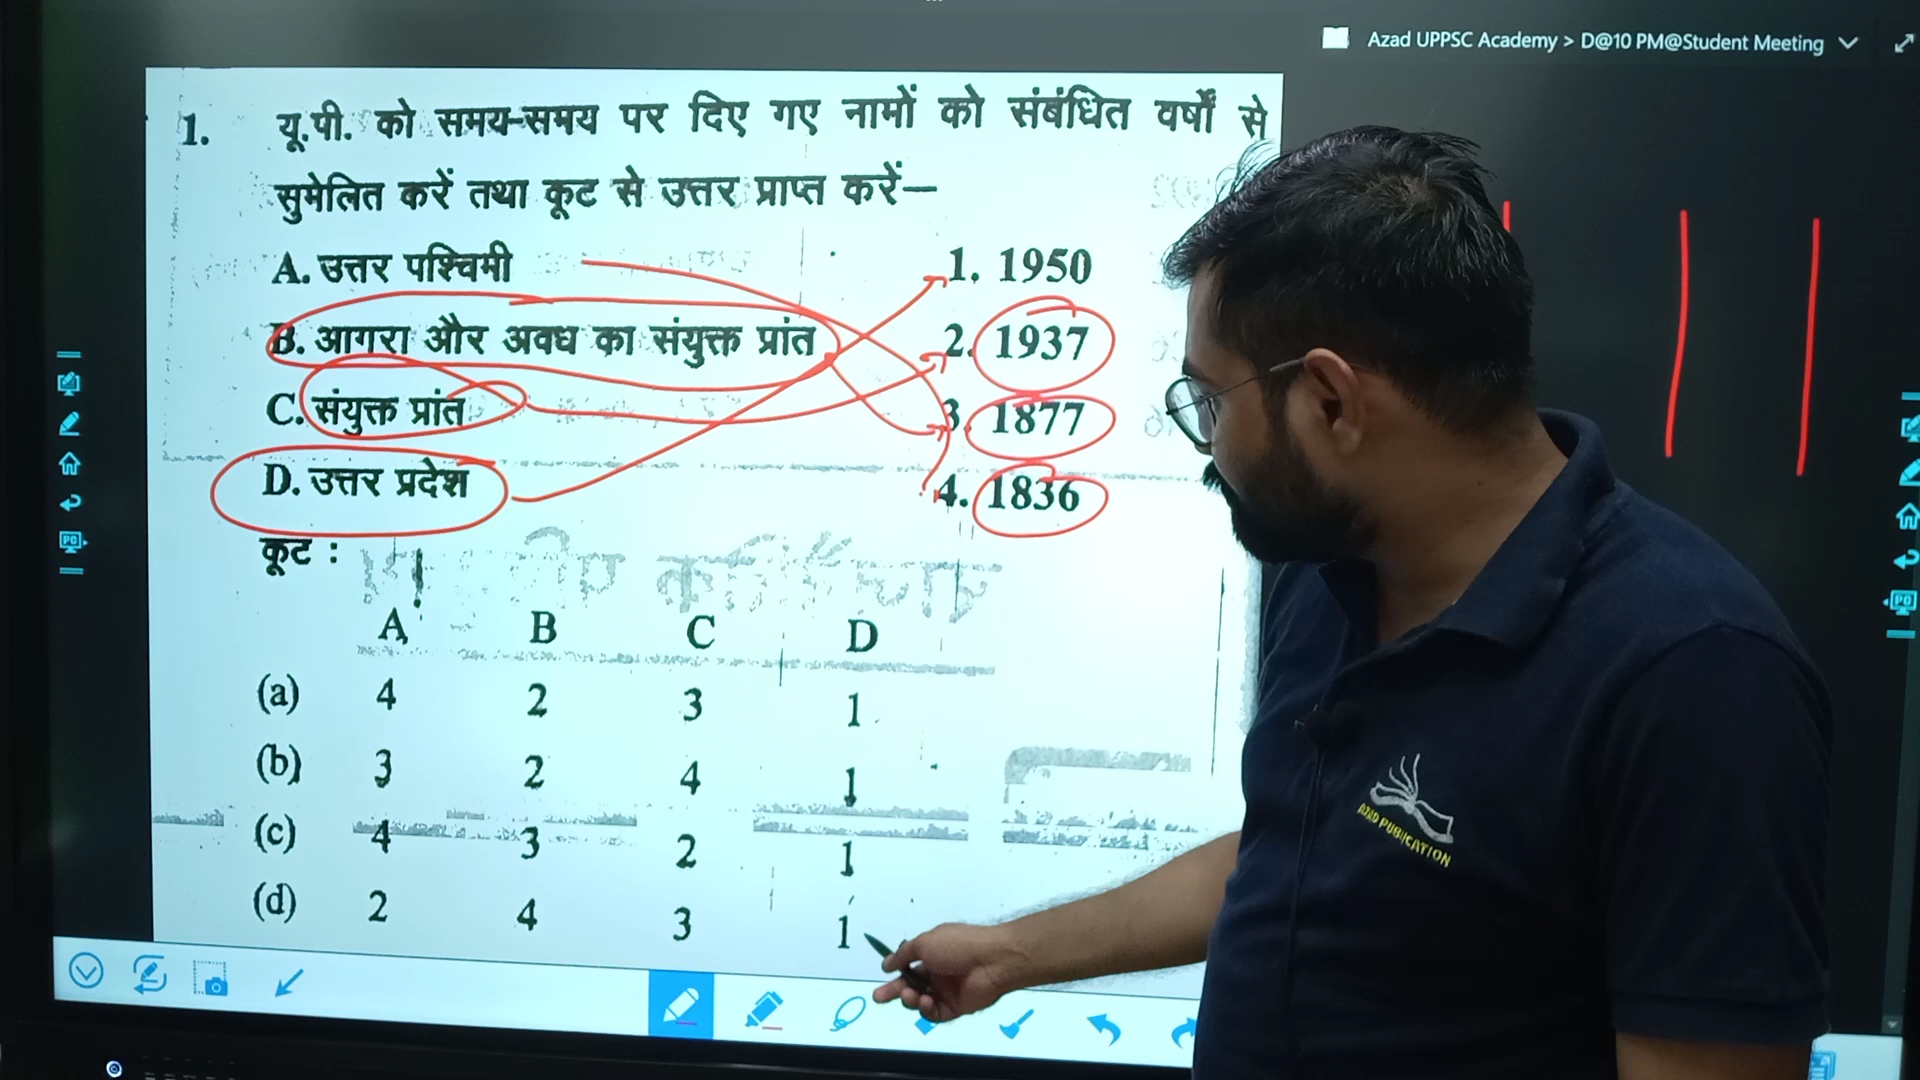 Azad UPPSC Academy > D@10 PM@Student Meeting
1. यू.पी. को समय-समय पर दिए गए नामों को संबंधित वर्षों से
सुमेलित करें तथा कूट से उत्तर प्राप्त करें—
A. उत्तर पश्चिमी 1. 1950
B. आगरा और अवध का संयुक्त प्रांत 2. 1937
C. संयुक्त प्रांत 3. 1877
D. उत्तर प्रदेश 4. 1836
कूट :
A B C D
(a) 4 2 3 1
(b) 3 2 4 1
(c) 4 3 2 1
(d) 2 4 3 1
AZAD PUBLICATION